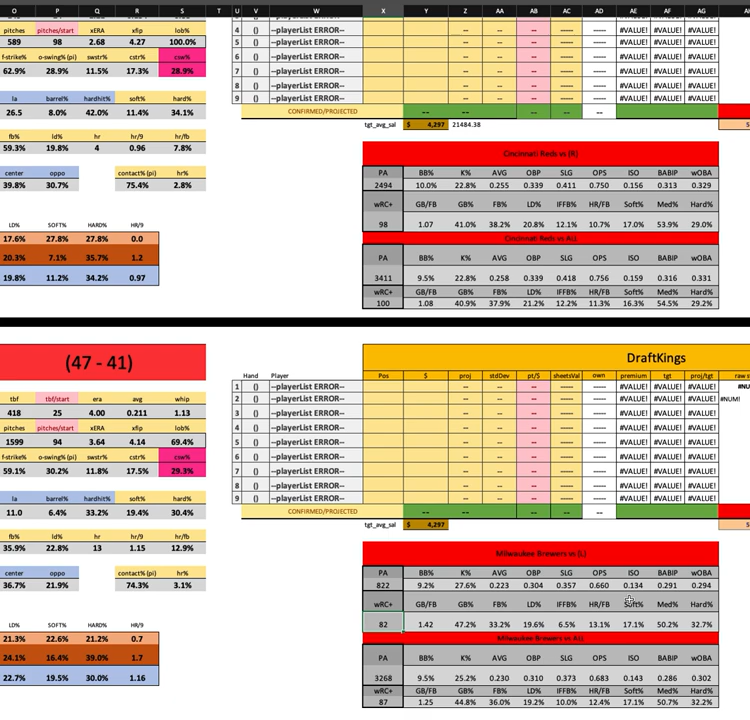 O P Q R S U V W X Y Z AA AB AC AD AE AF AG
pitches pitches/start xERA xfip lob% 4 () --playerList ERROR-- -- -- -- ----- ----- #VALUE! #VALUE! #VALUE!
589 98 2.68 4.27 100.0% 5 () --playerList ERROR-- -- -- -- ----- ----- #VALUE! #VALUE! #VALUE!
f-strike% o-swing% (pi) swstr% cstr% csw% 6 () --playerList ERROR-- -- -- -- ----- ----- #VALUE! #VALUE! #VALUE!
62.9% 28.9% 11.5% 17.3% 28.9% 7 () --playerList ERROR-- -- -- -- ----- ----- #VALUE! #VALUE! #VALUE!
8 () --playerList ERROR-- -- -- -- ----- ----- #VALUE! #VALUE! #VALUE!
la barrel% hardhit% soft% hard% 9 () --playerList ERROR-- -- -- -- ----- ----- #VALUE! #VALUE! #VALUE!
26.5 8.0% 42.0% 11.4% 34.1% CONFIRMED/PROJECTED -- -- -- -- --
tgt_avg_sal $ 4,297 21484.38
fb% ld% hr hr/9 hr/fb
59.3% 19.8% 4 0.96 7.8% Cincinnati Reds vs (R)
center oppo contact% (pi) hr% PA BB% K% AVG OBP SLG OPS ISO BABIP wOBA
39.8% 30.7% 75.4% 2.8% 2494 10.0% 22.8% 0.255 0.339 0.411 0.750 0.156 0.313 0.329
wRC+ GB/FB GB% FB% LD% IFFB% HR/FB Soft% Med% Hard%
LD% SOFT% HARD% HR/9 98 1.07 41.0% 38.2% 20.8% 12.1% 10.7% 17.0% 53.9% 29.0%
17.6% 27.8% 27.8% 0.0 Cincinnati Reds vs ALL
20.3% 7.1% 35.7% 1.2 PA BB% K% AVG OBP SLG OPS ISO BABIP wOBA
19.8% 11.2% 34.2% 0.97 3411 9.5% 22.8% 0.258 0.339 0.418 0.756 0.159 0.316 0.331
wRC+ GB/FB GB% FB% LD% IFFB% HR/FB Soft% Med% Hard%
100 1.08 40.9% 37.9% 21.2% 12.2% 11.3% 16.3% 54.5% 29.2%
(47 - 41) DraftKings
Hand Player Pos $ proj stdDev pt/$ sheetsVal own premium tgt proj/tgt raw s
1 () --playerList ERROR-- -- -- -- ----- ----- #VALUE! #VALUE! #VALUE! #NU
tbf tbf/start era avg whip 2 () --playerList ERROR-- -- -- -- ----- ----- #VALUE! #VALUE! #VALUE! #NUM!
418 25 4.00 0.211 1.13 3 () --playerList ERROR-- -- -- -- ----- ----- #VALUE! #VALUE! #VALUE!
pitches pitches/start xERA xfip lob% 4 () --playerList ERROR-- -- -- -- ----- ----- #VALUE! #VALUE! #VALUE!
1599 94 3.64 4.14 69.4% 5 () --playerList ERROR-- -- -- -- ----- ----- #VALUE! #VALUE! #VALUE!
f-strike% o-swing% (pi) swstr% cstr% csw% 6 () --playerList ERROR-- -- -- -- ----- ----- #VALUE! #VALUE! #VALUE!
59.1% 30.2% 11.8% 17.5% 29.3% 7 () --playerList ERROR-- -- -- -- ----- ----- #VALUE! #VALUE! #VALUE!
8 () --playerList ERROR-- -- -- -- ----- ----- #VALUE! #VALUE! #VALUE!
la barrel% hardhit% soft% hard% 9 () --playerList ERROR-- -- -- -- ----- ----- #VALUE! #VALUE! #VALUE!
11.0 6.4% 33.2% 19.4% 30.4% CONFIRMED/PROJECTED -- -- -- -- --
tgt_avg_sal $ 4,297
fb% ld% hr hr/9 hr/fb
35.9% 22.8% 13 1.15 12.9% Milwaukee Brewers vs (L)
center oppo contact% (pi) hr% PA BB% K% AVG OBP SLG OPS ISO BABIP wOBA
36.7% 21.9% 74.3% 3.1% 822 9.2% 27.6% 0.223 0.304 0.357 0.660 0.134 0.291 0.294
wRC+ GB/FB GB% FB% LD% IFFB% HR/FB Soft% Med% Hard%
LD% SOFT% HARD% HR/9 82 1.42 47.2% 33.2% 19.6% 6.5% 13.1% 17.1% 50.2% 32.7%
21.3% 22.6% 21.2% 0.7 Milwaukee Brewers vs ALL
24.1% 16.4% 39.0% 1.7 PA BB% K% AVG OBP SLG OPS ISO BABIP wOBA
22.7% 19.5% 30.0% 1.16 3268 9.5% 25.2% 0.230 0.310 0.373 0.683 0.143 0.286 0.302
wRC+ GB/FB GB% FB% LD% IFFB% HR/FB Soft% Med% Hard%
87 1.25 44.8% 36.0% 19.2% 10.0% 12.4% 17.1% 50.7% 32.2%